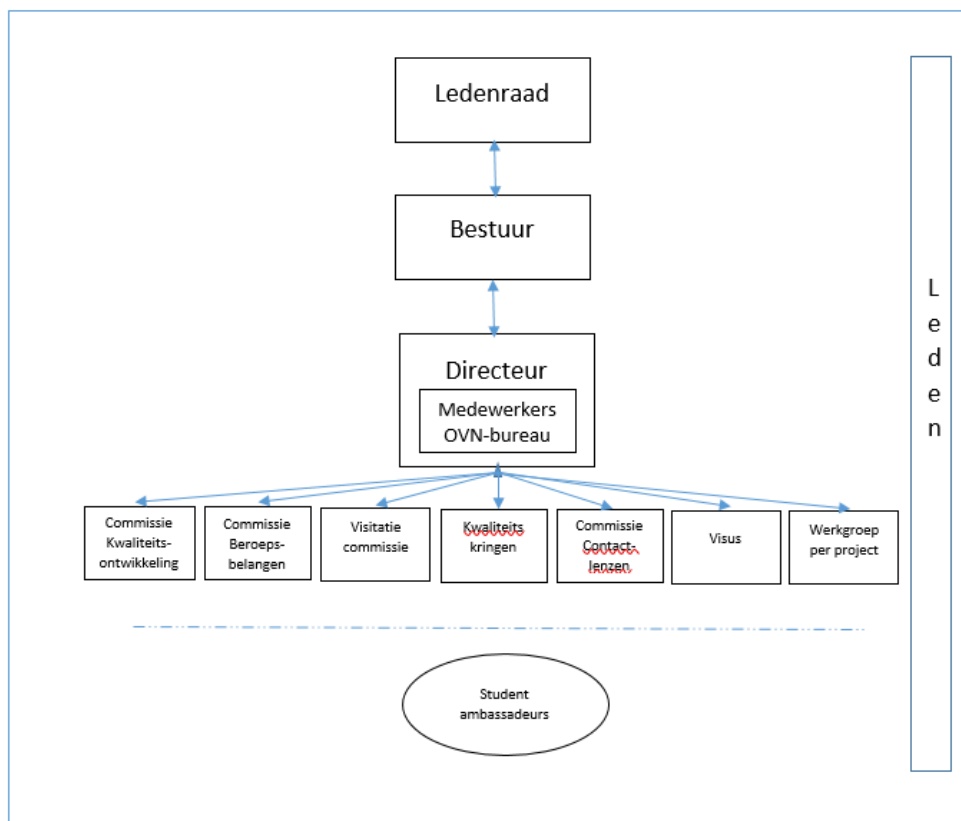 Ledenraad
Bestuur
Directeur
Medewerkers
OVN-bureau
Commissie
Kwaliteits-
ontwikkeling
Commissie
Beroeps-
belangen
Visitatie
commissie
Kwaliteits
kringen
Commissie
Contact-
lenzen
Visus
Werkgroep
per project
Student
ambassadeurs
L
e
d
e
n